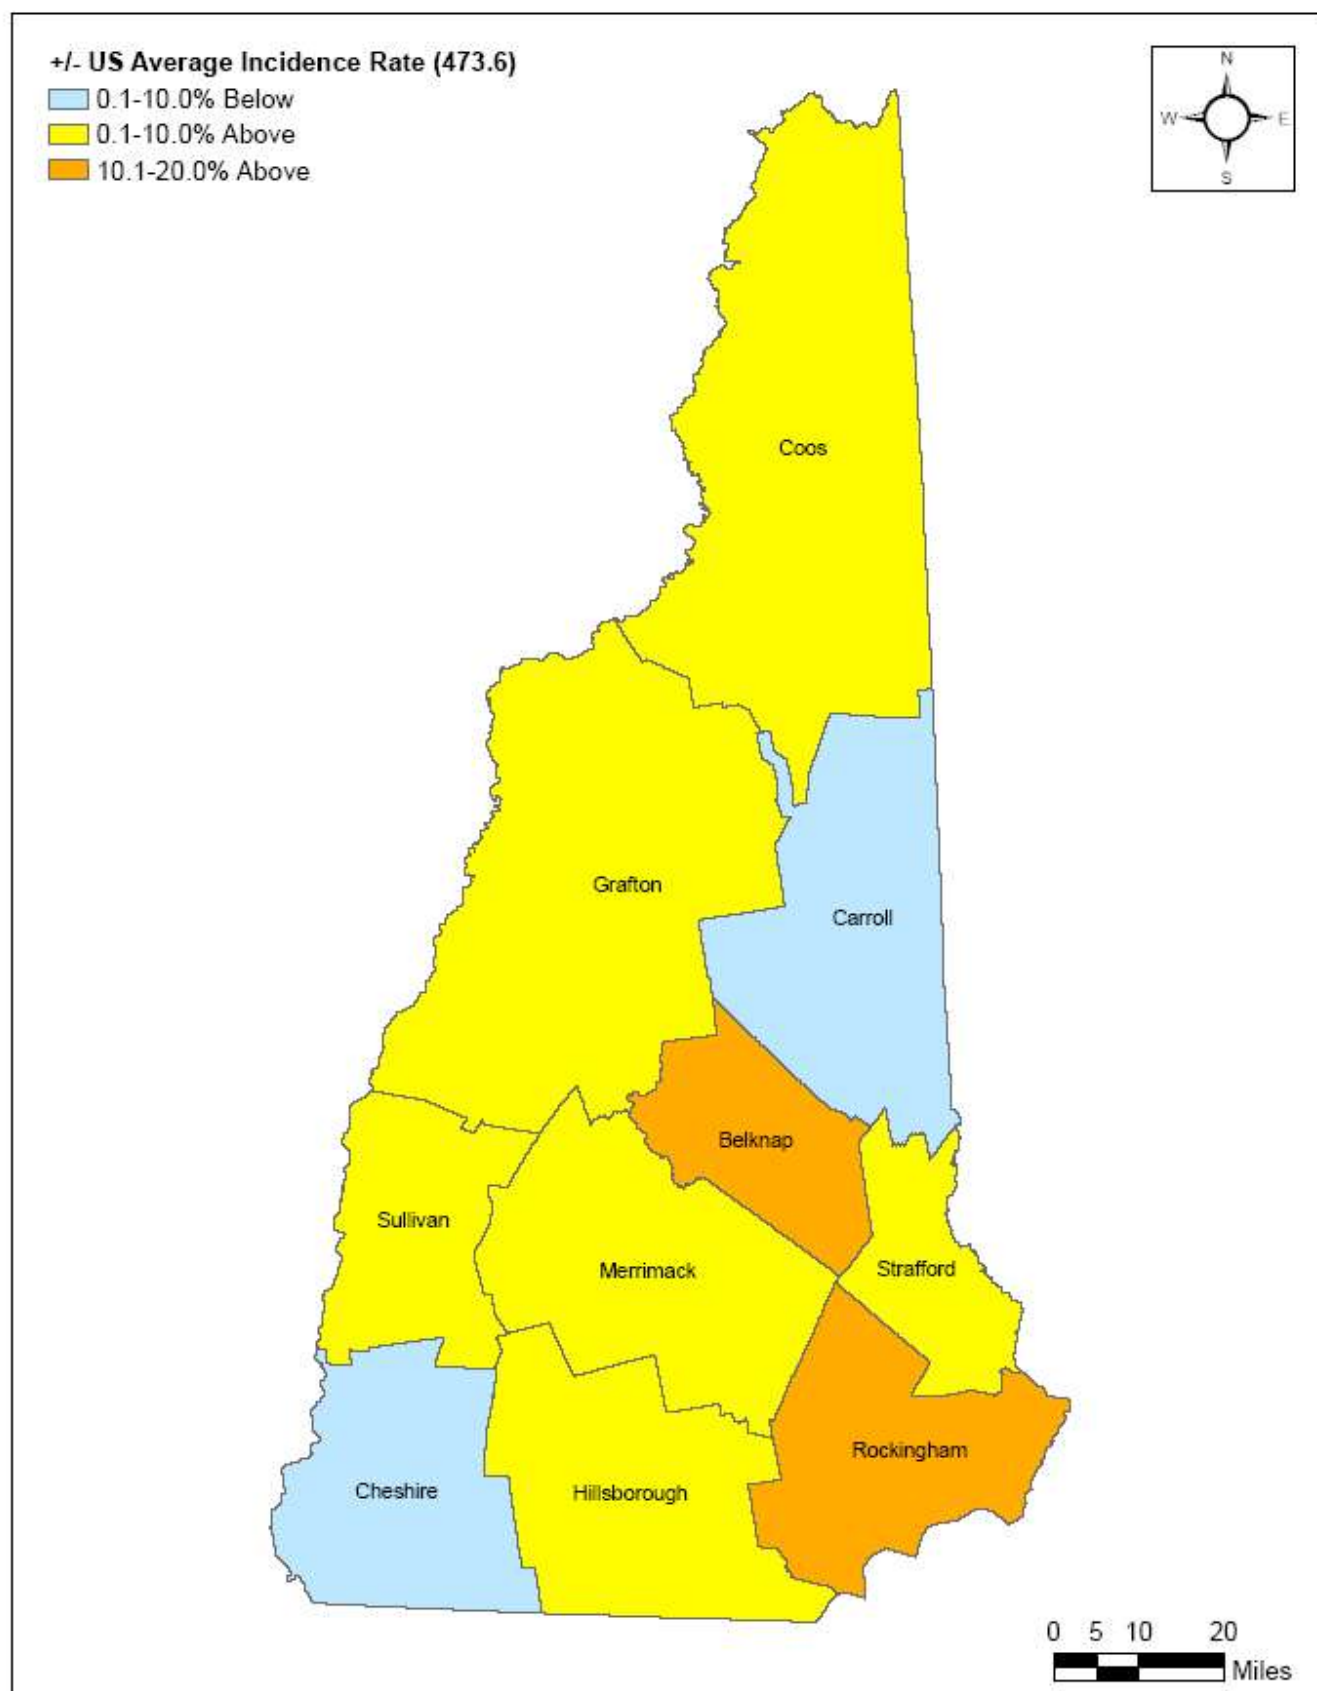 +/- US Average Incidence Rate (473.6)
0.1-10.0% Below
0.1-10.0% Above
10.1-20.0% Above
N
W E
S
Coos
Grafton
Carroll
Belknap
Sullivan
Merrimack
Strafford
Rockingham
Cheshire
Hillsborough
0 5 10 20
Miles